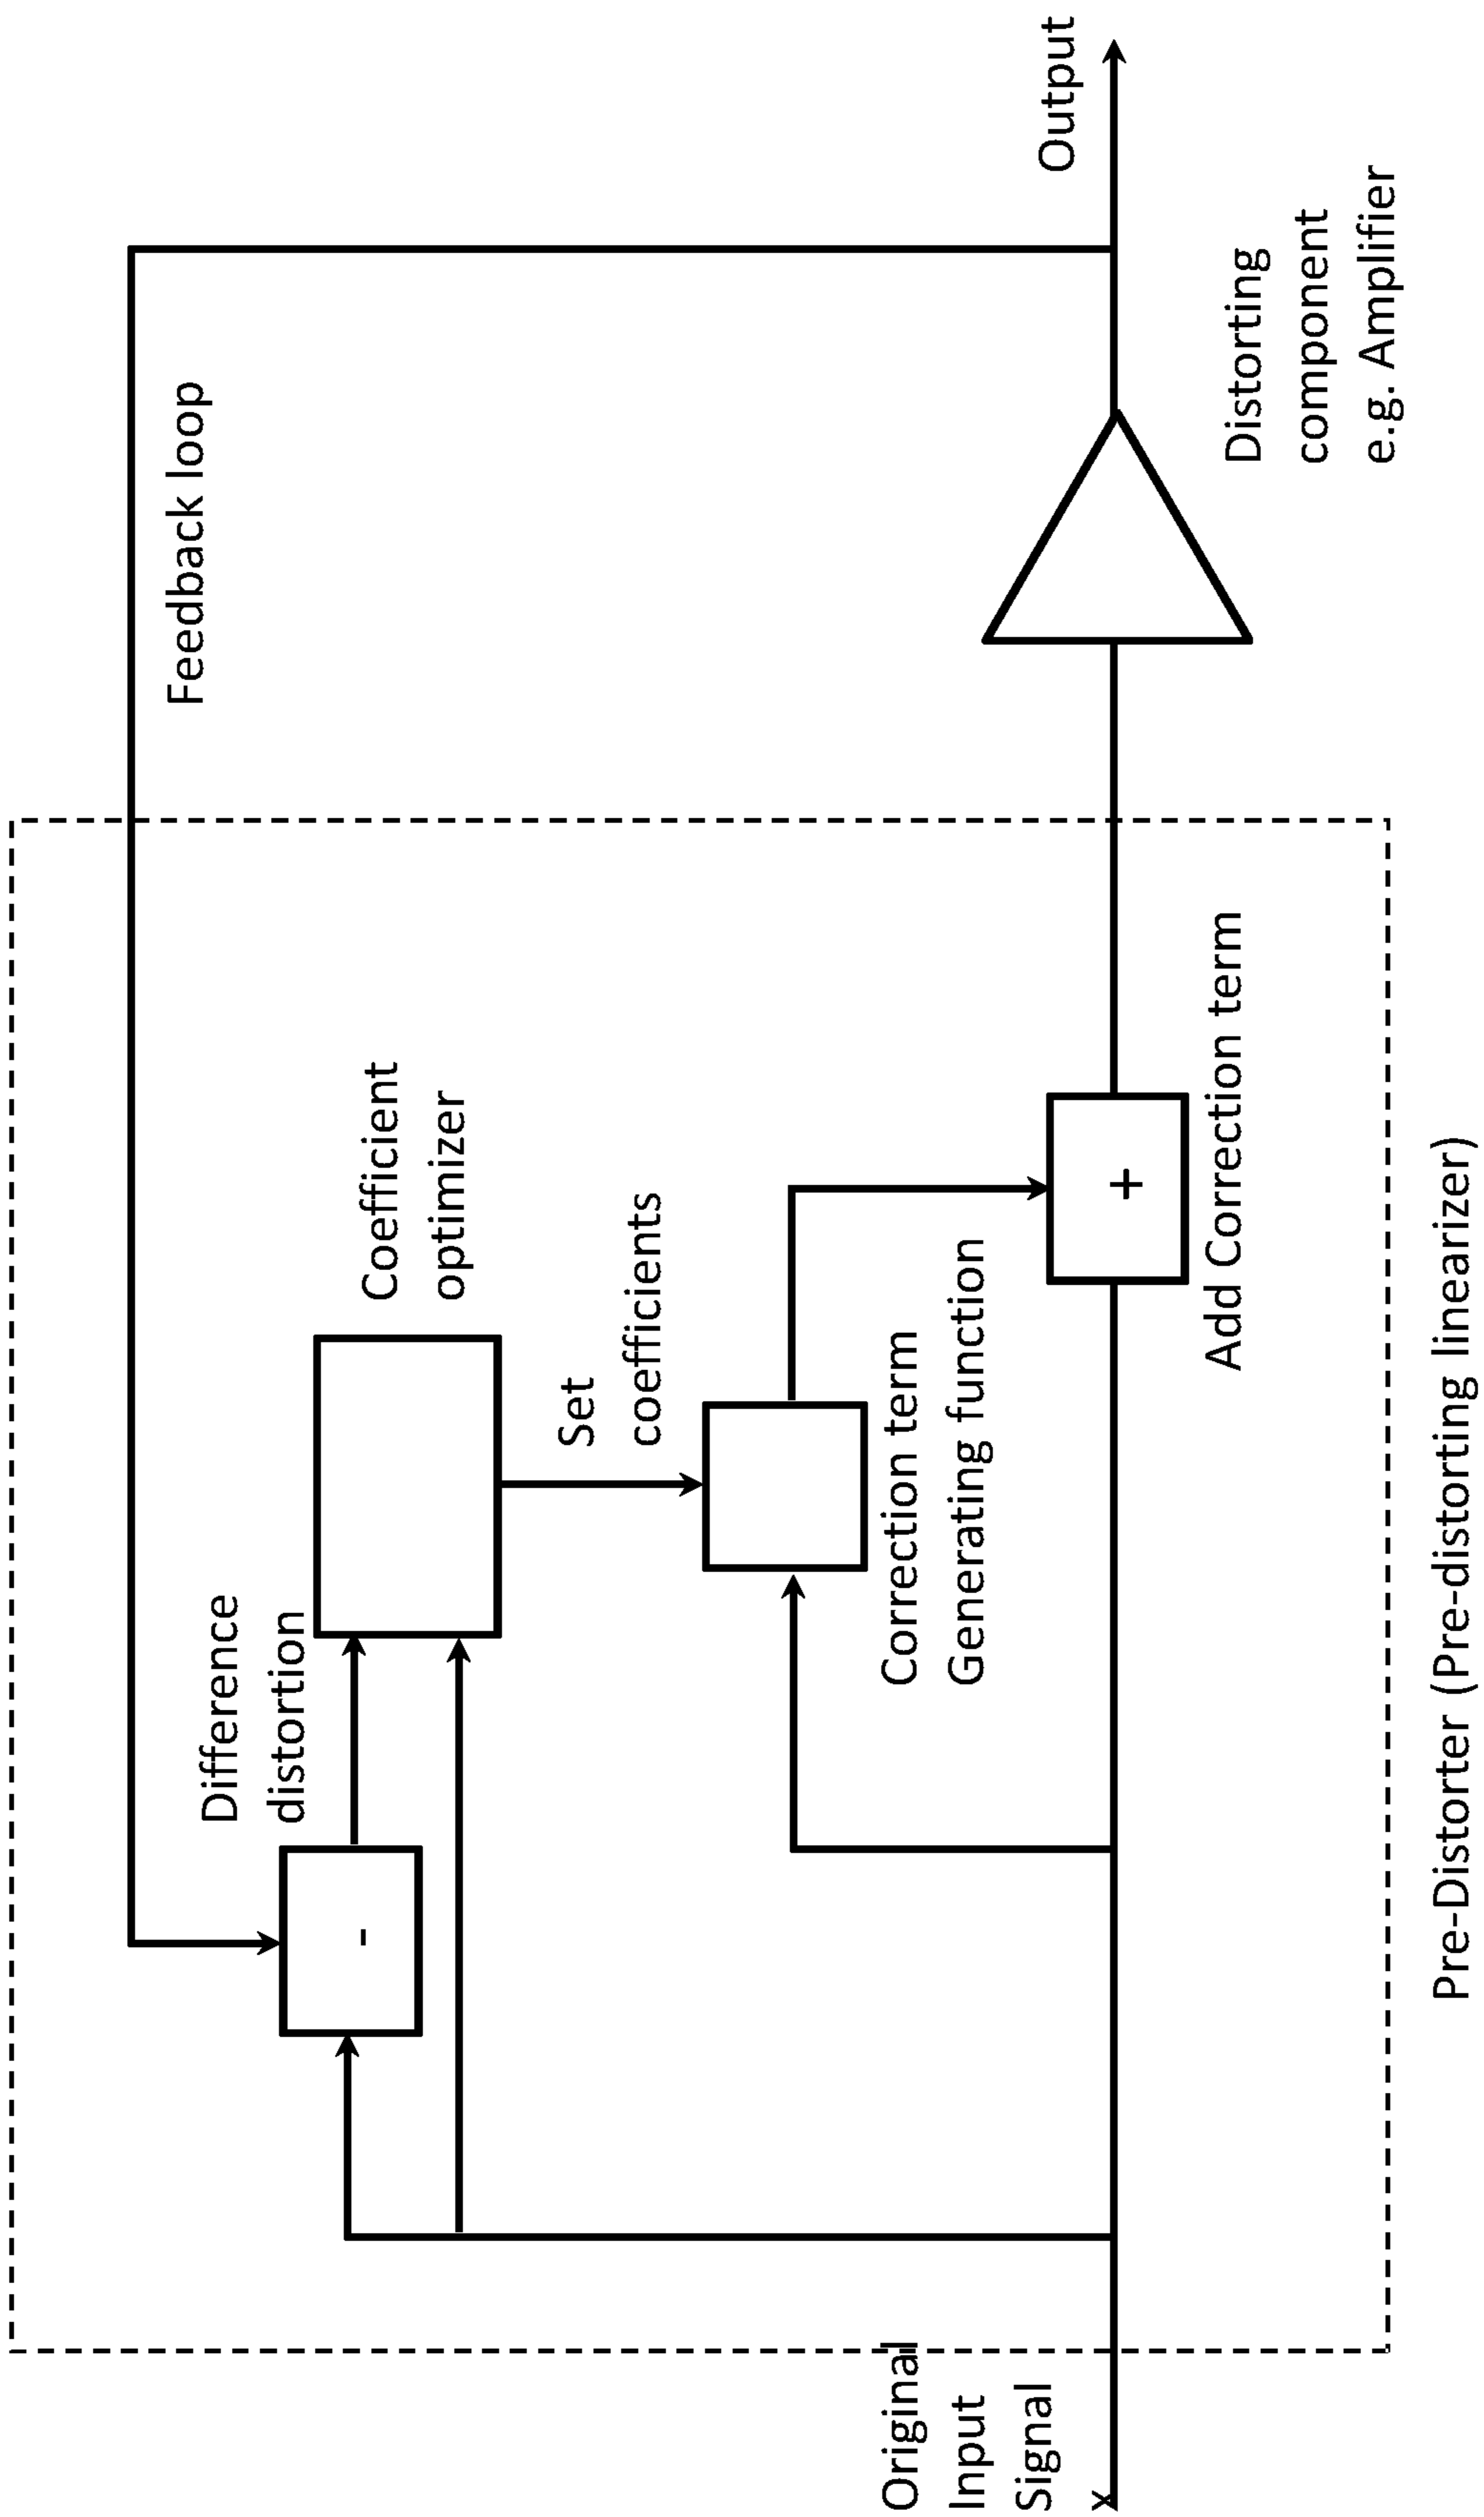 Feedback loop
Difference
distortion
Coefficient
optimizer
-
Set
coefficients
Original
Input
Signal
x
Correction term
Generating function
+
Output
Add Correction term
Distorting
component
e.g. Amplifier
Pre-Distorter (Pre-distorting linearizer)